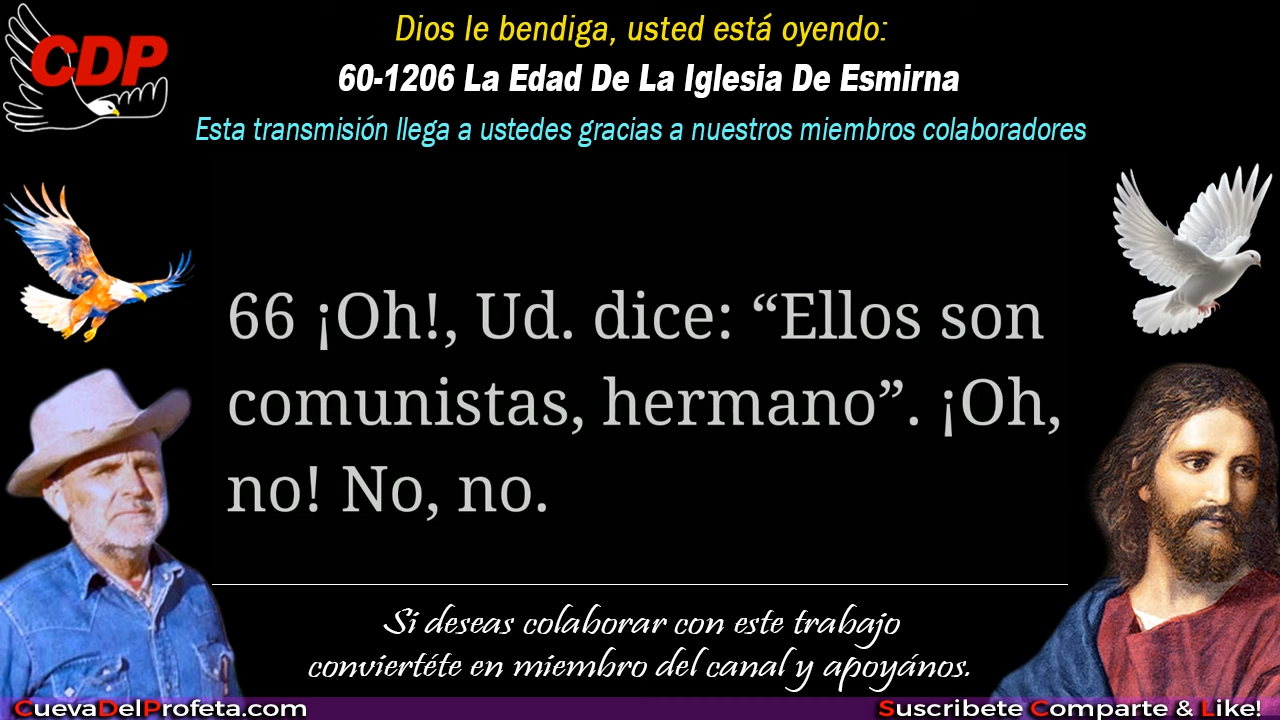 CDP
Dios le bendiga, usted está oyendo:
60-1206 La Edad De La Iglesia De Esmirna
Esta transmisión llega a ustedes gracias a nuestros miembros colaboradores
66 ¡Oh!, Ud. dice: “Ellos son
comunistas, hermano”. ¡Oh,
no! No, no.
Si deseas colaborar con este trabajo
conviertéte en miembro del canal y apoyános.
CuevaDelProfeta.com
Suscribete Comparte & Like!